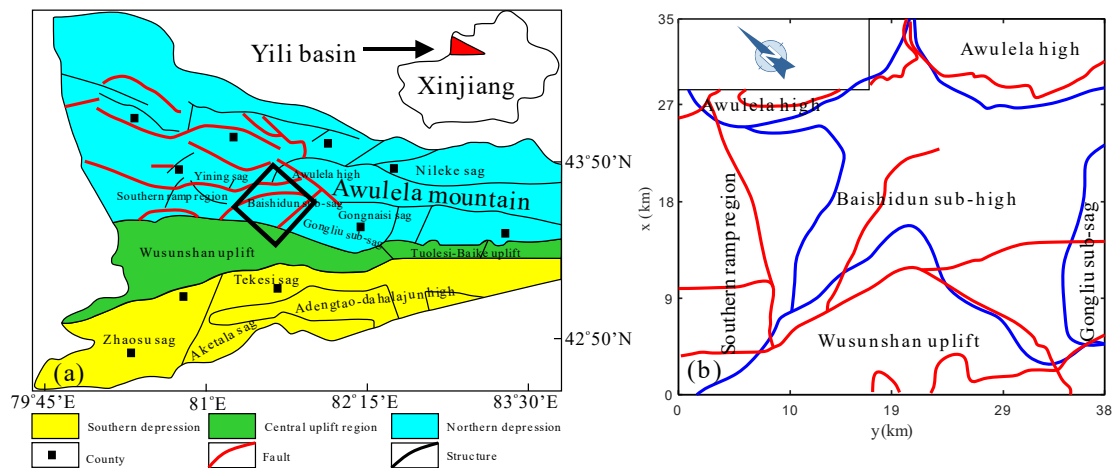 Yili basin
Xinjiang
43°50′N
Yining sag
Awulela high
Nileke sag
Southern ramp region
Baishidun sub-sag
Awulela mountain
Gongnaisi sag
Gongliu sub-sag
Wusunshan uplift
Tuolesi-Baike uplift
Tekesi sag
Adengtao-dahalajun high
Zhaosu sag
Aketala sag
42°50′N
(a)
79°45′E
81°E
82°15′E
83°30′E
Southern depression
Central uplift region
Northern depression
County
Fault
Structure
35
27
18
9
0
x (km)
Awulela high
Awulela high
Southern ramp region
Baishidun sub-high
Gongliu sub-sag
Wusunshan uplift
(b)
0
10
19
29
38
y(km)